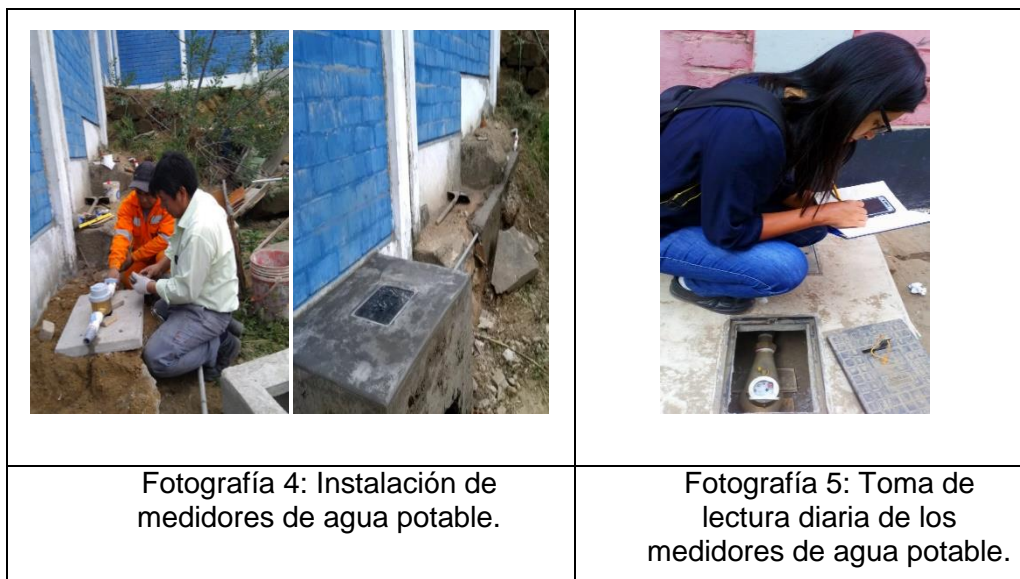 Fotografía 4: Instalación de
medidores de agua potable.
Fotografía 5: Toma de
lectura diaria de los
medidores de agua potable.